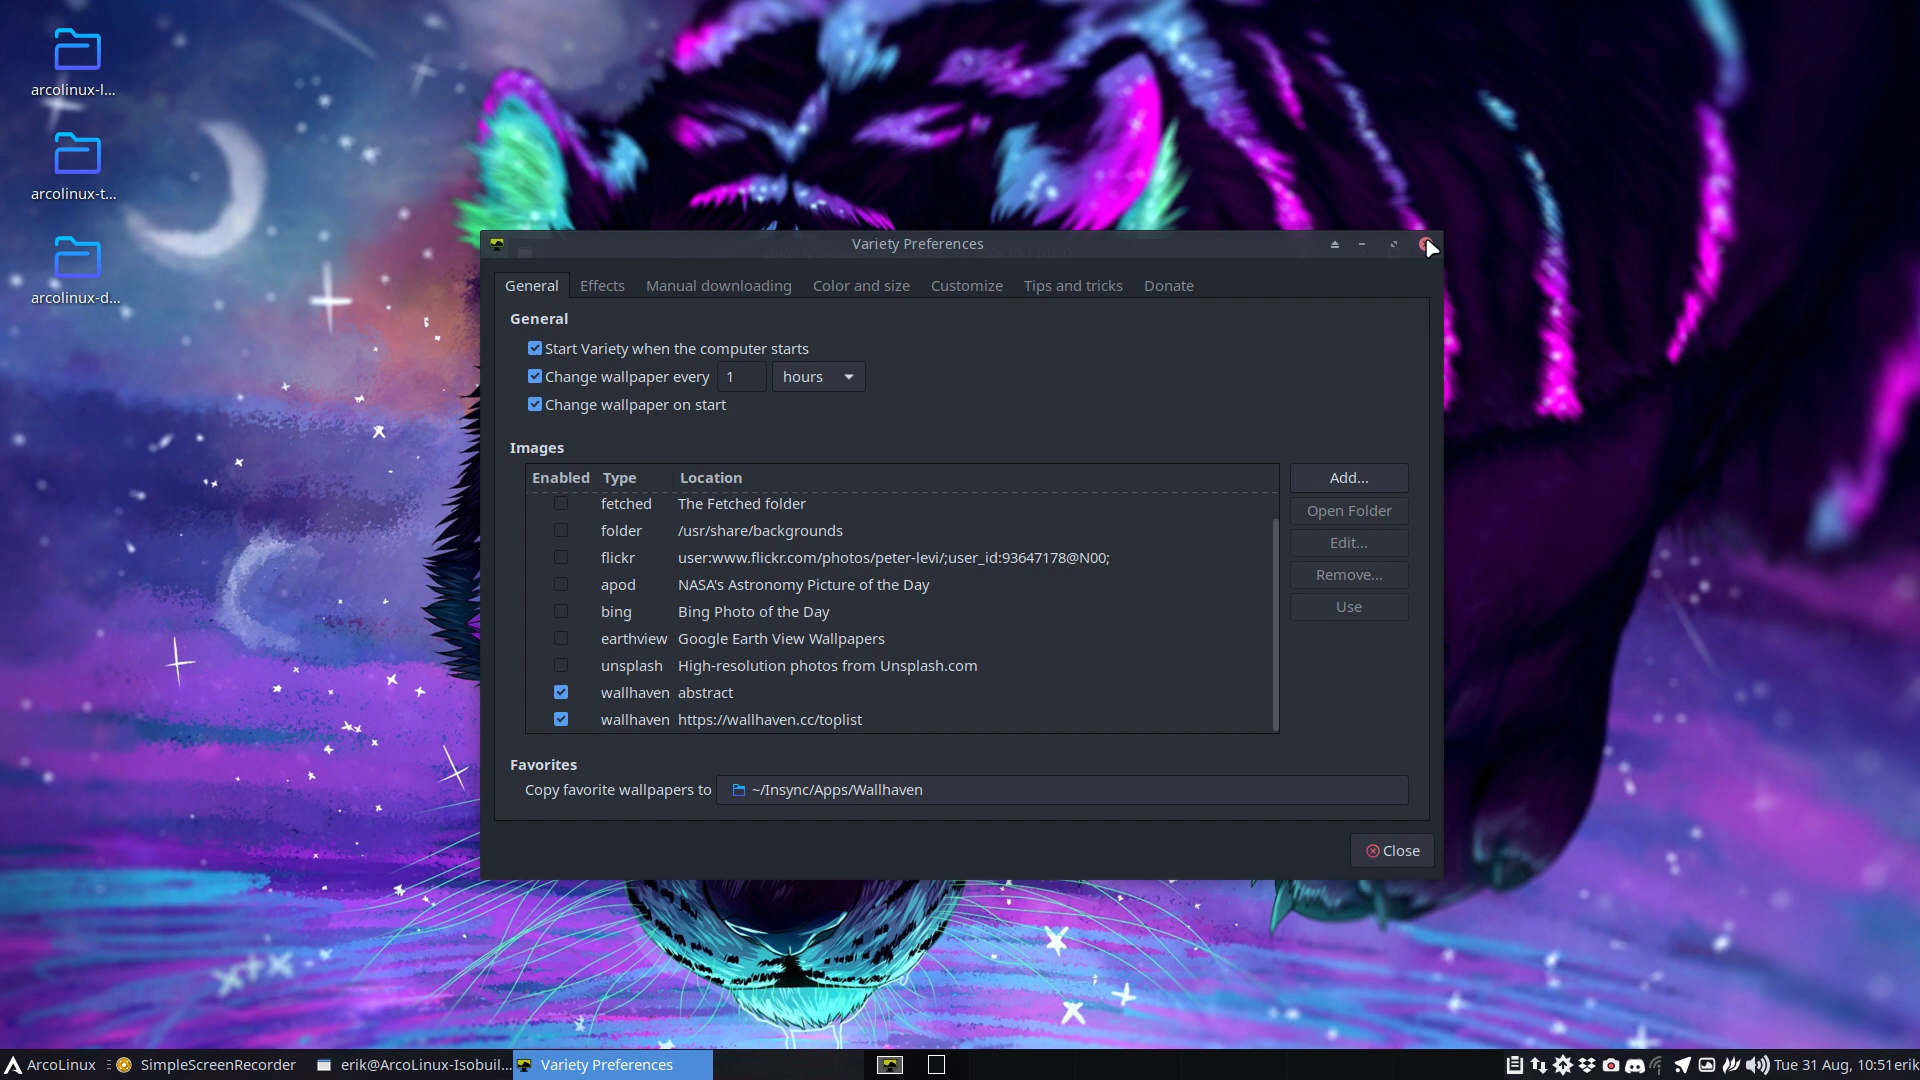 arcolinux-l...
arcolinux-t...
arcolinux-d...
Variety Preferences
General Effects Manual downloading Color and size Customize Tips and tricks Donate
General
Start Variety when the computer starts
Change wallpaper every 1 hours
Change wallpaper on start
Images
Enabled Type Location
fetched The Fetched folder
folder /usr/share/backgrounds
flickr user:www.flickr.com/photos/peter-levi/;user_id:93647178@N00;
apod NASA's Astronomy Picture of the Day
bing Bing Photo of the Day
earthview Google Earth View Wallpapers
unsplash High-resolution photos from Unsplash.com
wallhaven abstract
wallhaven https://wallhaven.cc/toplist
Add...
Open Folder
Edit...
Remove...
Use
Favorites
Copy favorite wallpapers to ~/Insync/Apps/Wallhaven
Close
ArcoLinux SimpleScreenRecorder erik@ArcoLinux-Isobuil... Variety Preferences Tue 31 Aug, 10:51 erik